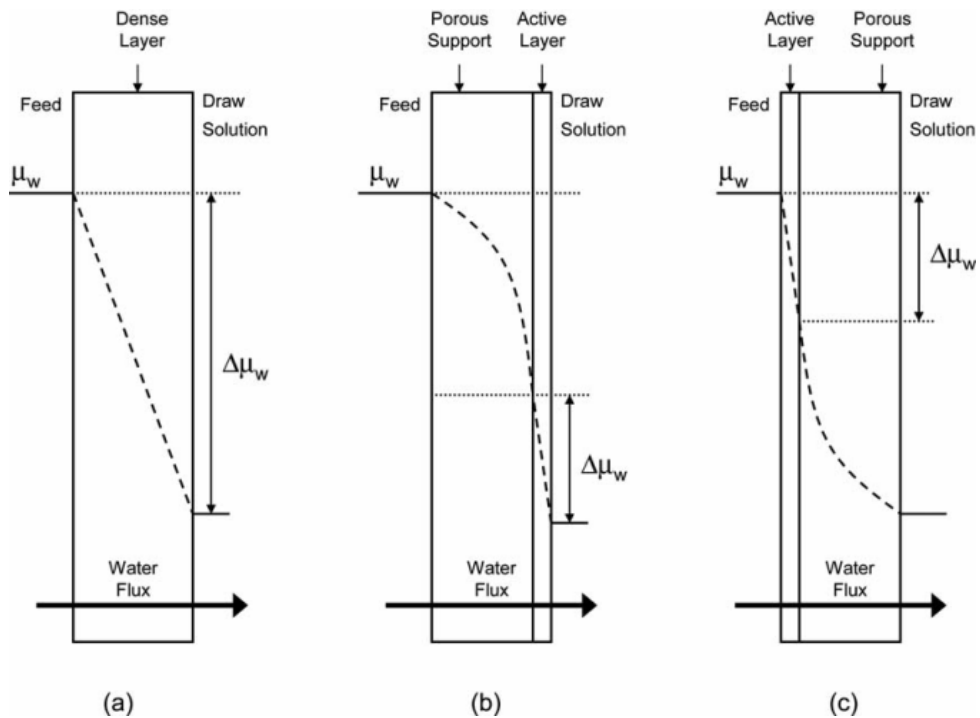 Dense
Layer
Feed
Draw
Solution
μw
Δμw
Water
Flux
(a)
Porous
Support
Active
Layer
Feed
Draw
Solution
μw
Δμw
Water
Flux
(b)
Active
Layer
Porous
Support
Feed
Draw
Solution
μw
Δμw
Water
Flux
(c)